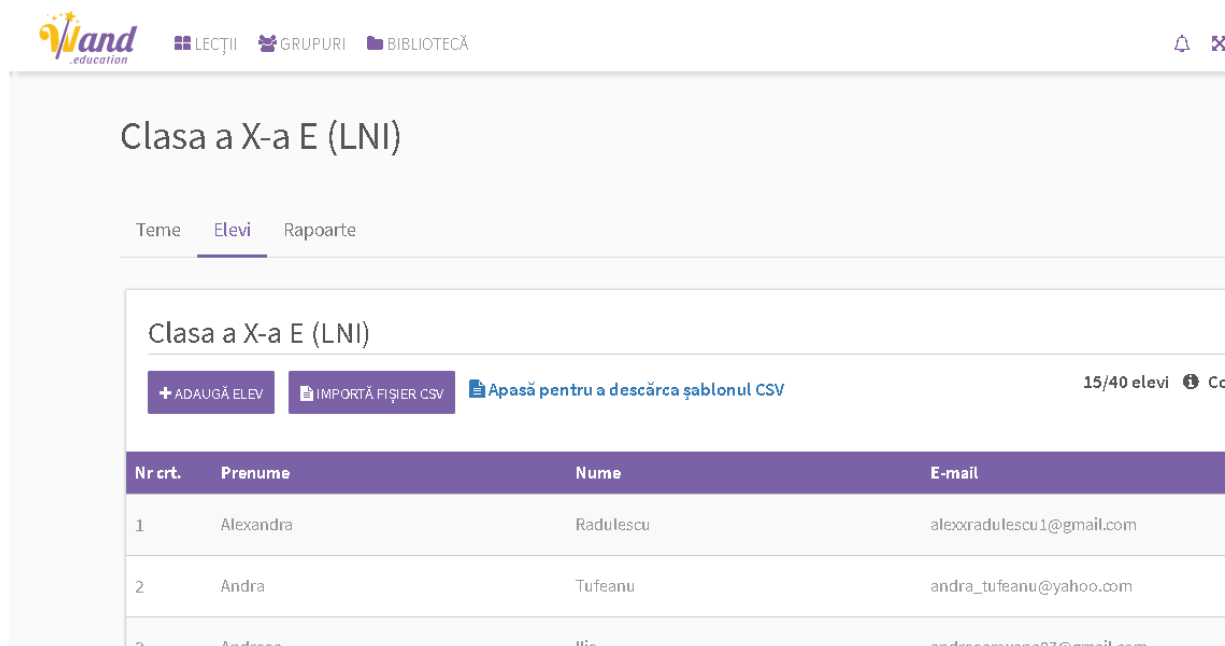 Wand
.education
LECȚII GRUPURI BIBLIOTECĂ
Clasa a X-a E (LNI)
Teme Elevi Rapoarte
Clasa a X-a E (LNI)
+ ADAUGĂ ELEV IMPORTĂ FIȘIER CSV Apasă pentru a descărca șablonul CSV 15/40 elevi
Nr crt. Prenume Nume E-mail
1 Alexandra Radulescu alexxradulescu1@gmail.com
2 Andra Tufeanu andra_tufeanu@yahoo.com